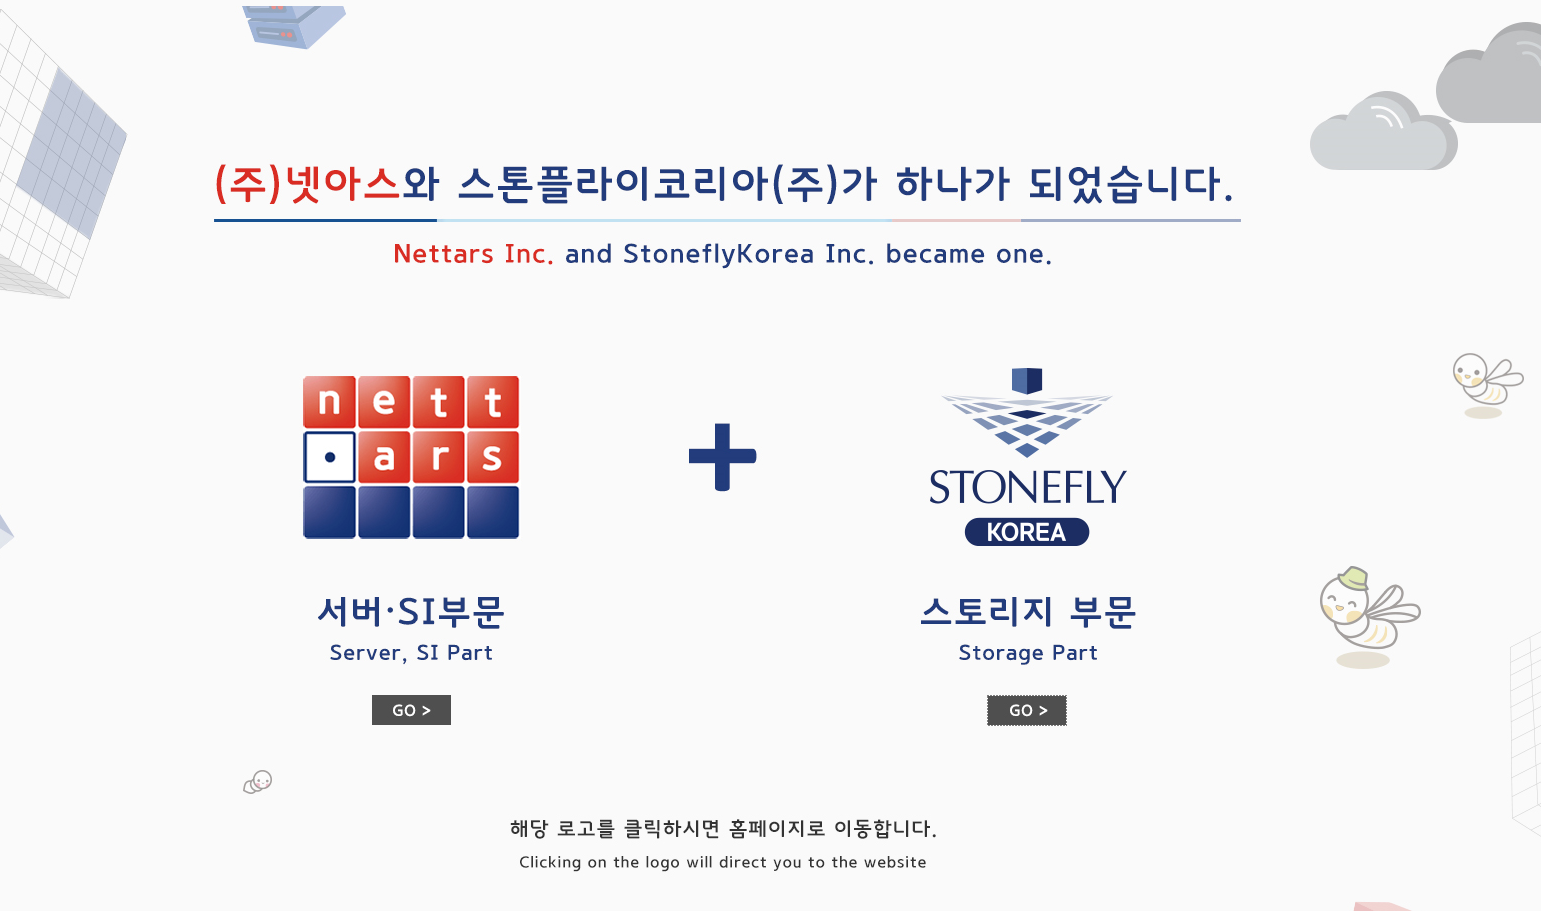 (주)넷아스와 스톤플라이코리아(주)가 하나가 되었습니다.
Nettars Inc. and StoneflyKorea Inc. became one.
nett
ars
+
STONEFLY
KOREA
서버·SI부문
Server, SI Part
GO >
스토리지 부문
Storage Part
GO >
해당 로고를 클릭하시면 홈페이지로 이동합니다.
Clicking on the logo will direct you to the website